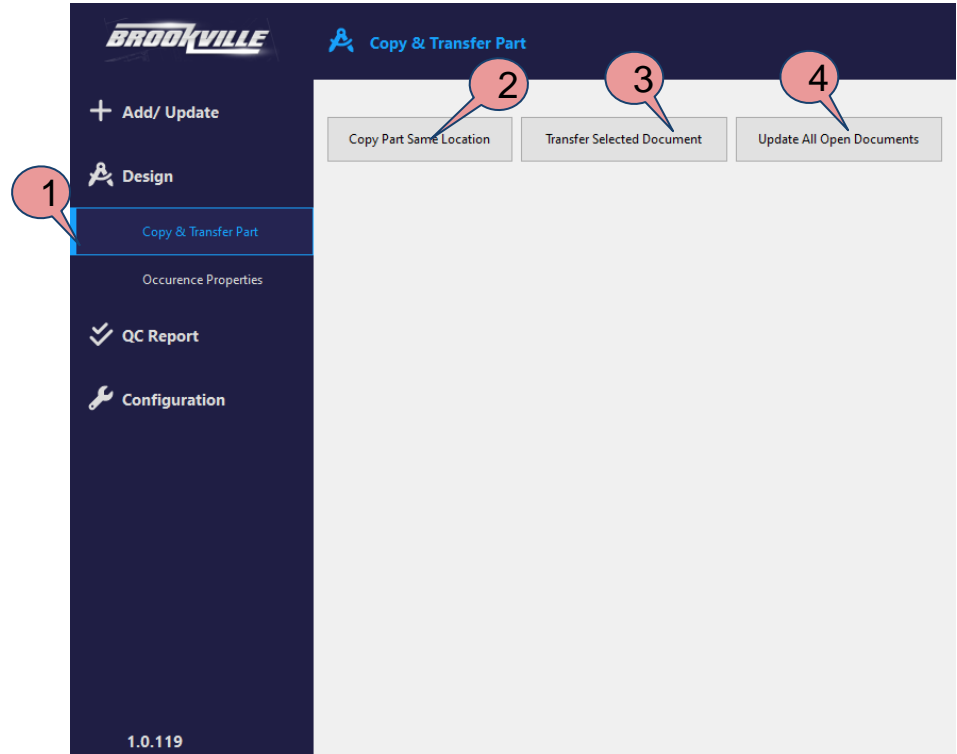 BROOKVILLE
Copy & Transfer Part
2
3
4
Add/ Update
Copy Part Same Location
Transfer Selected Document
Update All Open Documents
1
Design
Copy & Transfer Part
Occurence Properties
QC Report
Configuration
1.0.119